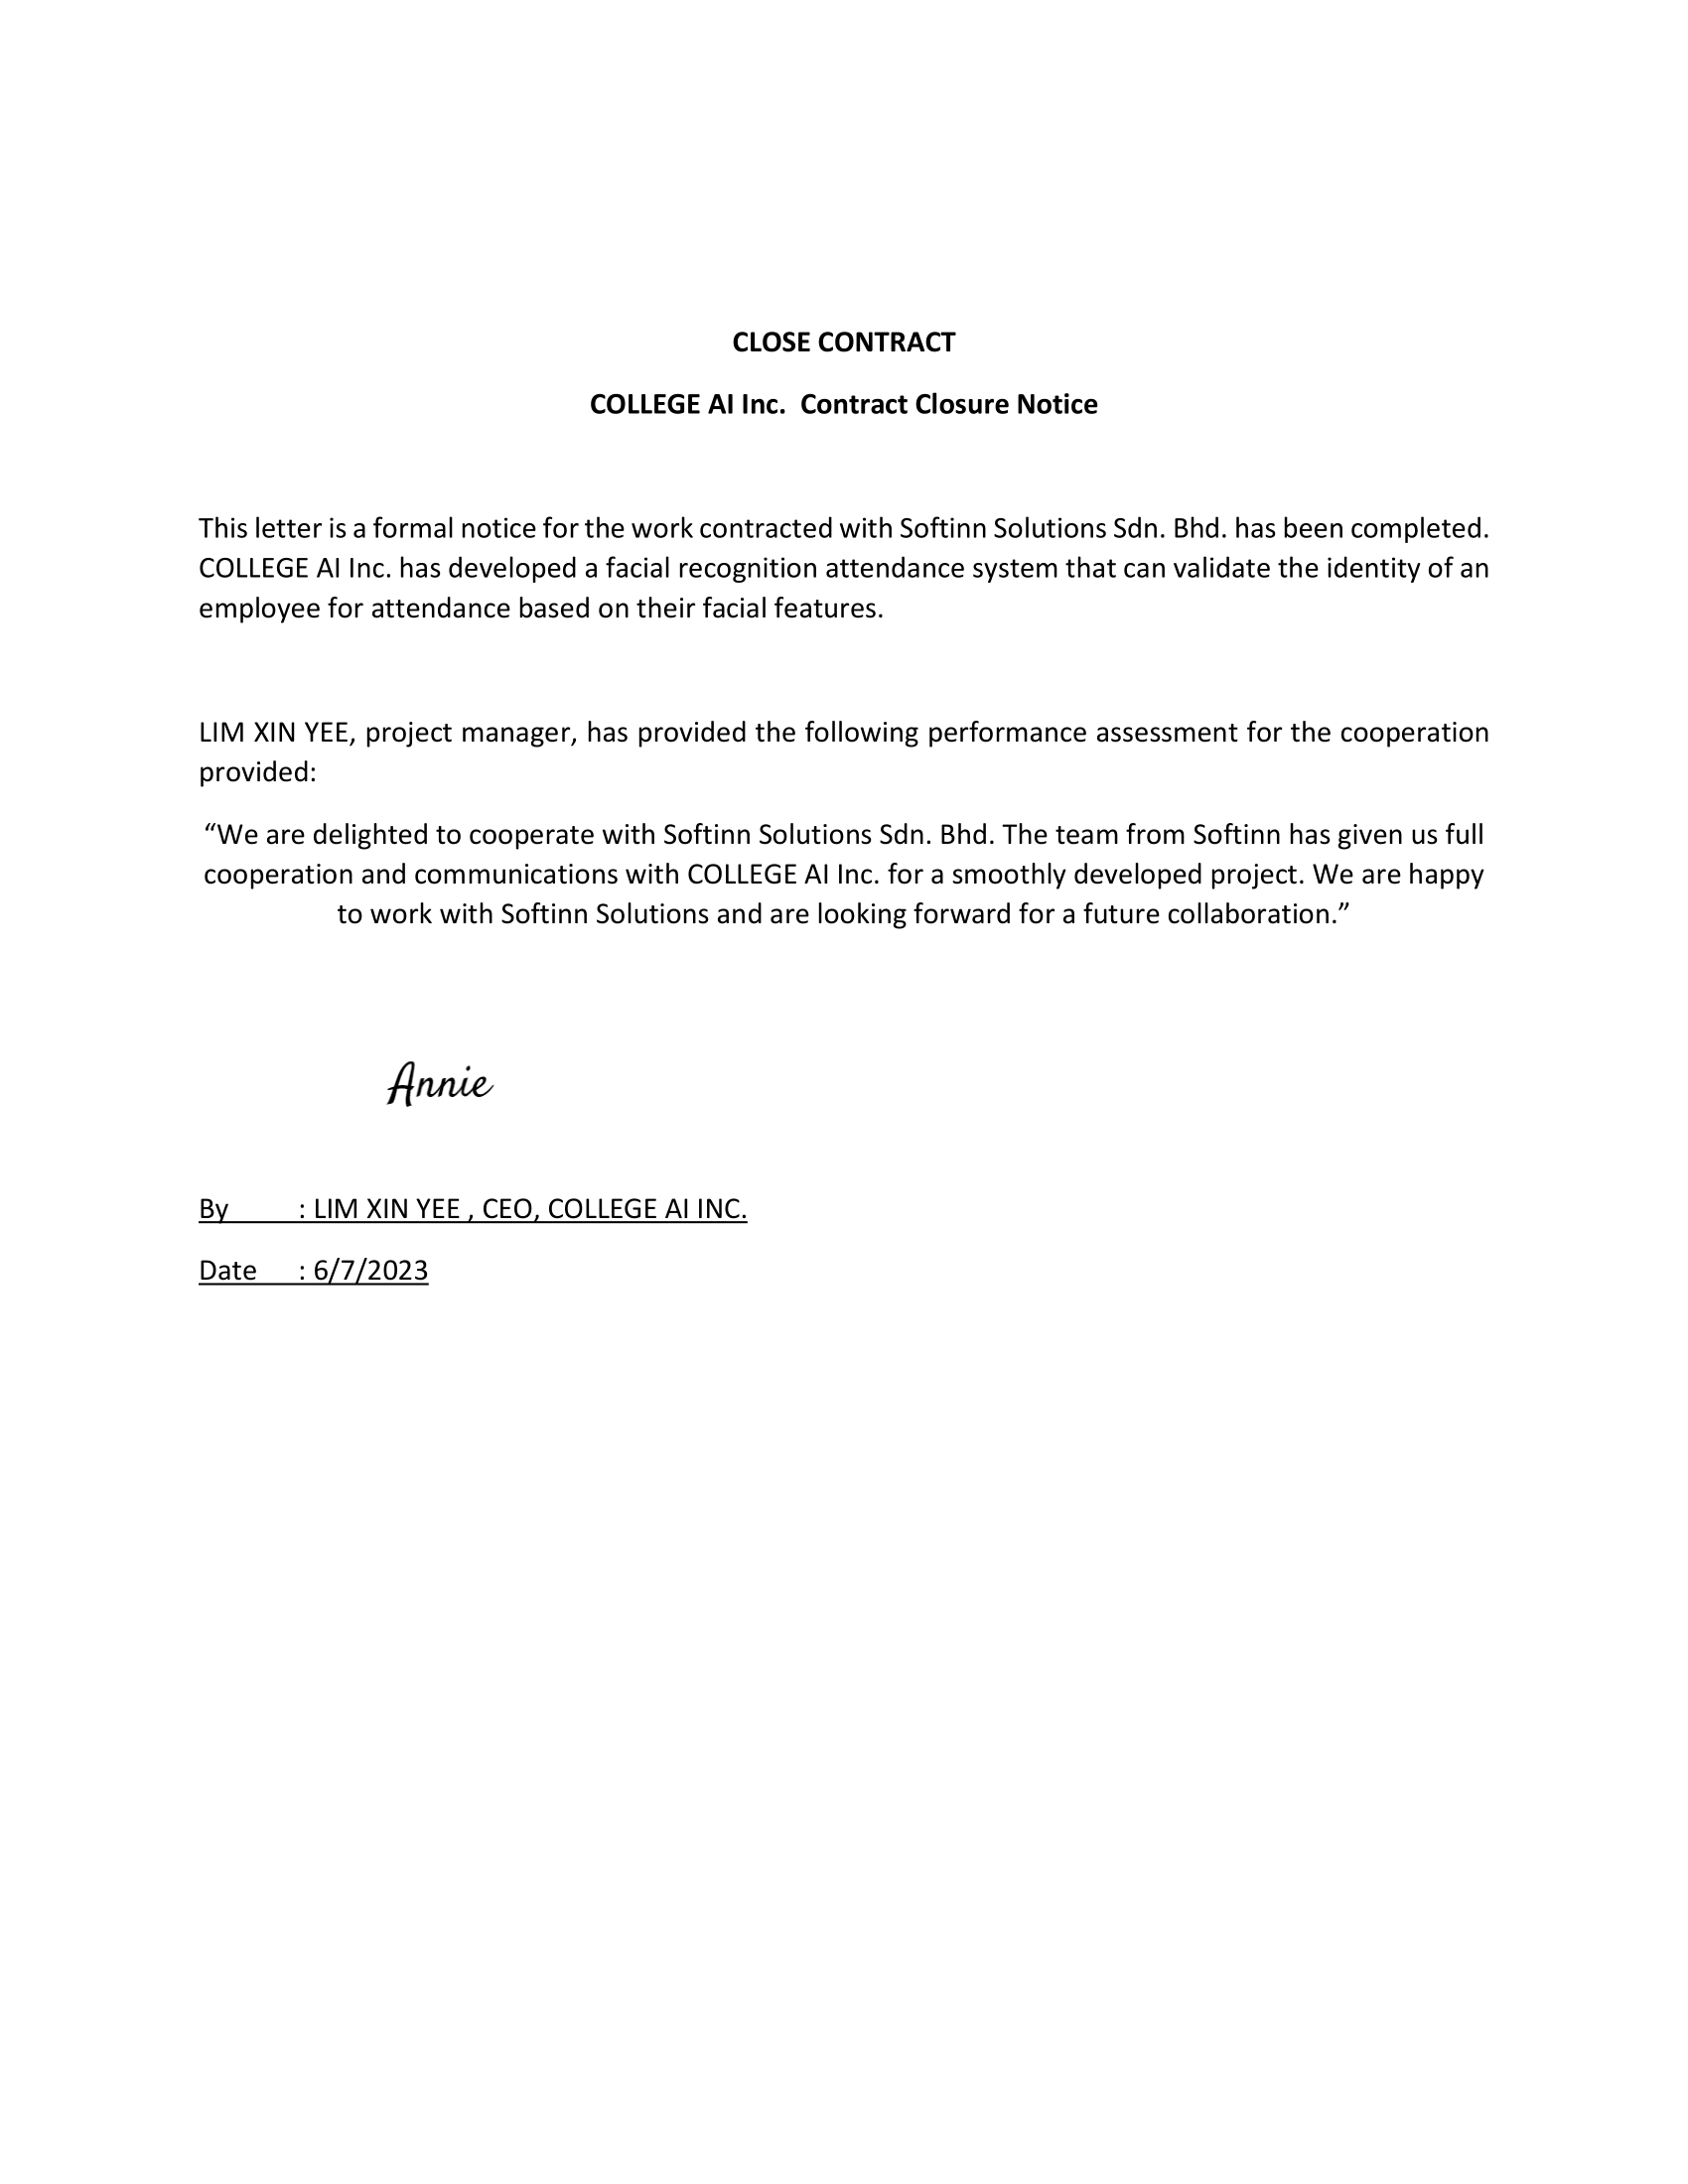 CLOSE CONTRACT
COLLEGE AI Inc.  Contract Closure Notice
This letter is a formal notice for the work contracted with Softinn Solutions Sdn. Bhd. has been completed.
COLLEGE AI Inc. has developed a facial recognition attendance system that can validate the identity of an
employee for attendance based on their facial features.
LIM XIN YEE, project manager, has provided the following performance assessment for the cooperation
provided:
“We are delighted to cooperate with Softinn Solutions Sdn. Bhd. The team from Softinn has given us full
cooperation and communications with COLLEGE AI Inc. for a smoothly developed project. We are happy
to work with Softinn Solutions and are looking forward for a future collaboration.”
Annie
By : LIM XIN YEE , CEO, COLLEGE AI INC.
Date : 6/7/2023